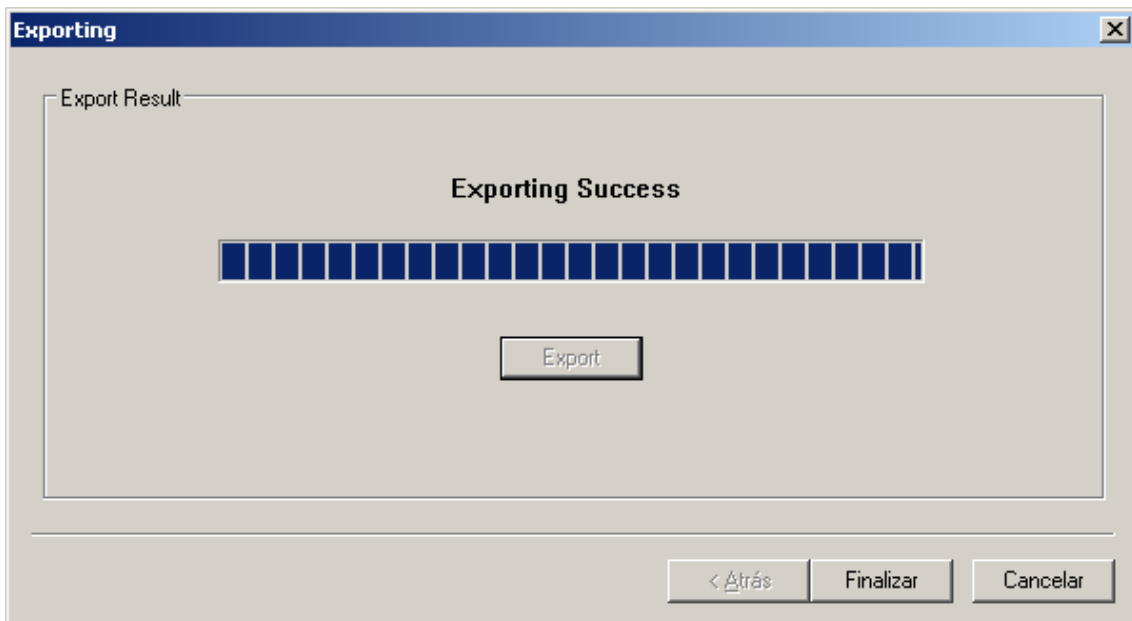 Exporting
Export Result
Exporting Success
Export
< Atrás Finalizar Cancelar